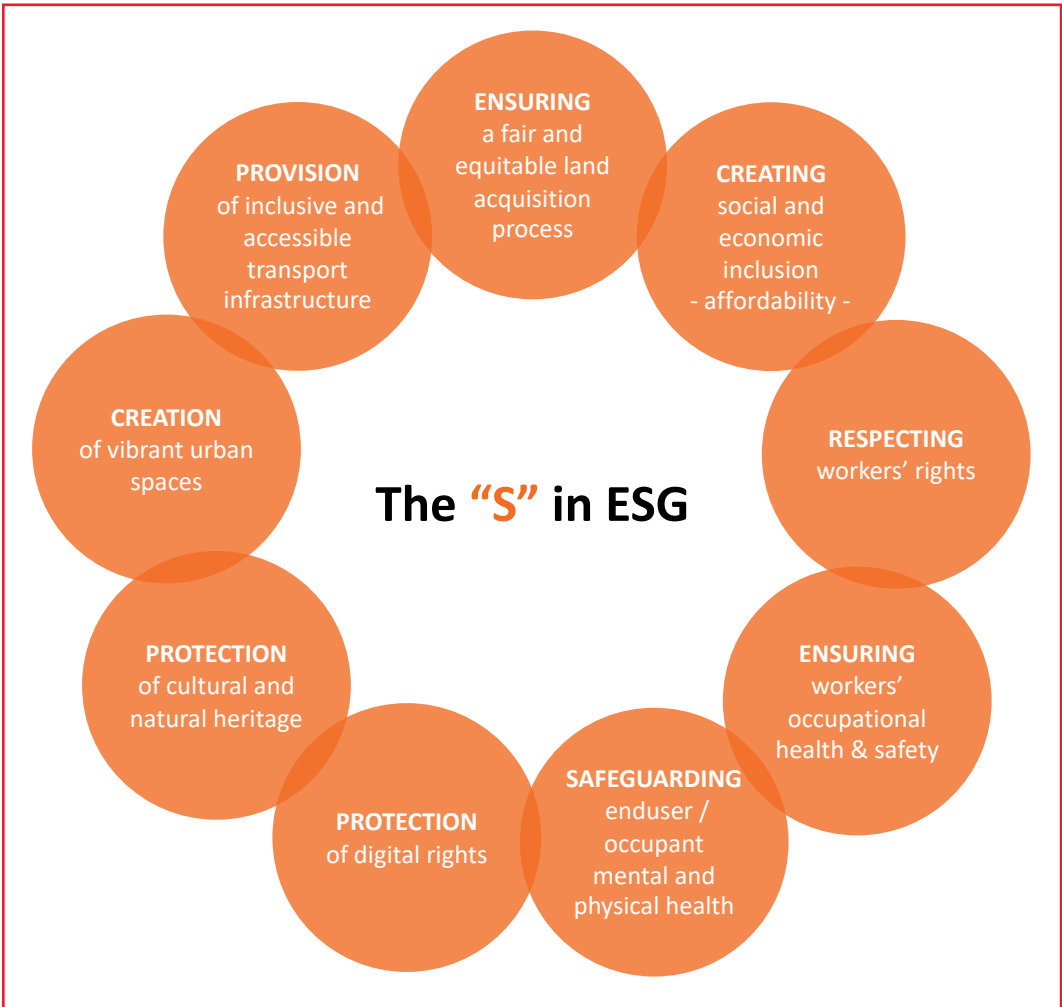 ENSURING
a fair and
equitable land
acquisition
process
CREATING
social and
economic
inclusion
- affordability -
RESPECTING
workers’ rights
ENSURING
workers’
occupational
health & safety
SAFEGUARDING
enduser /
occupant
mental and
physical health
PROTECTION
of digital rights
PROTECTION
of cultural and
natural heritage
CREATION
of vibrant urban
spaces
PROVISION
of inclusive and
accessible
transport
infrastructure
The “S” in ESG